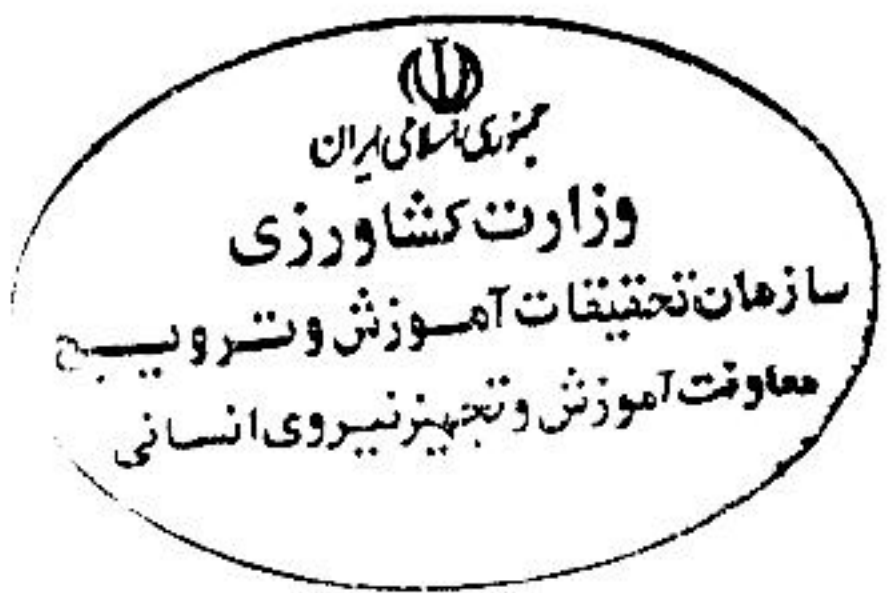 جمهوری اسلامی ایران
وزارت کشاورزی
سازمان تحقیقات آموزش و ترویج
معاونت آموزش و تجهیز نیروی انسانی